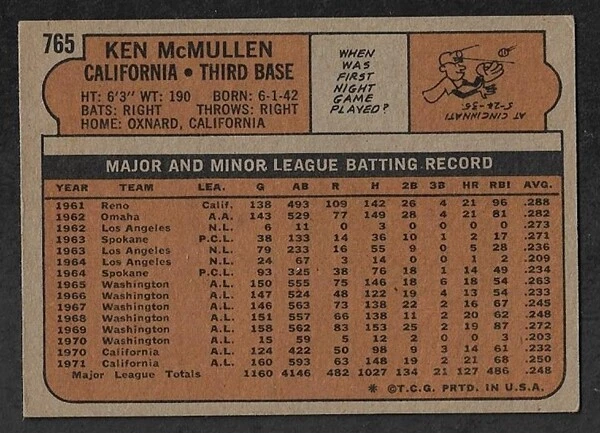 765
KEN McMULLEN
CALIFORNIA • THIRD BASE
HT: 6'3" WT: 190 BORN: 6-1-42
BATS: RIGHT THROWS: RIGHT
HOME: OXNARD, CALIFORNIA
WHEN
WAS
FIRST
NIGHT
GAME
PLAYED?
AT CINCINNATI
5-24-35
MAJOR AND MINOR LEAGUE BATTING RECORD
YEAR TEAM LEA. G AB R H 2B 3B HR RBI AVG.
1961 Reno Calif. 138 493 109 142 26 4 21 96 .288
1962 Omaha A.A. 143 529 77 149 28 4 21 81 .282
1962 Los Angeles N.L. 6 11 0 3 0 0 0 0 .273
1963 Spokane P.C.L. 38 133 14 36 10 1 2 17 .271
1963 Los Angeles N.L. 79 233 16 55 9 0 5 28 .236
1964 Los Angeles N.L. 24 67 3 14 0 0 1 2 .209
1964 Spokane P.C.L. 93 325 38 76 18 1 14 49 .234
1965 Washington A.L. 150 555 75 146 18 6 18 54 .263
1966 Washington A.L. 147 524 48 122 19 4 13 54 .233
1967 Washington A.L. 146 563 73 138 22 2 16 67 .245
1968 Washington A.L. 151 557 66 138 11 2 20 62 .248
1969 Washington A.L. 158 562 83 153 25 2 19 87 .272
1970 Washington A.L. 15 59 5 12 2 0 0 3 .203
1970 California A.L. 124 422 50 98 9 3 14 61 .232
1971 California A.L. 160 593 63 148 19 2 21 68 .250
Major League Totals 1160 4146 482 1027 134 21 127 486 .248
* © T.C.G. PRTD. IN U.S.A.